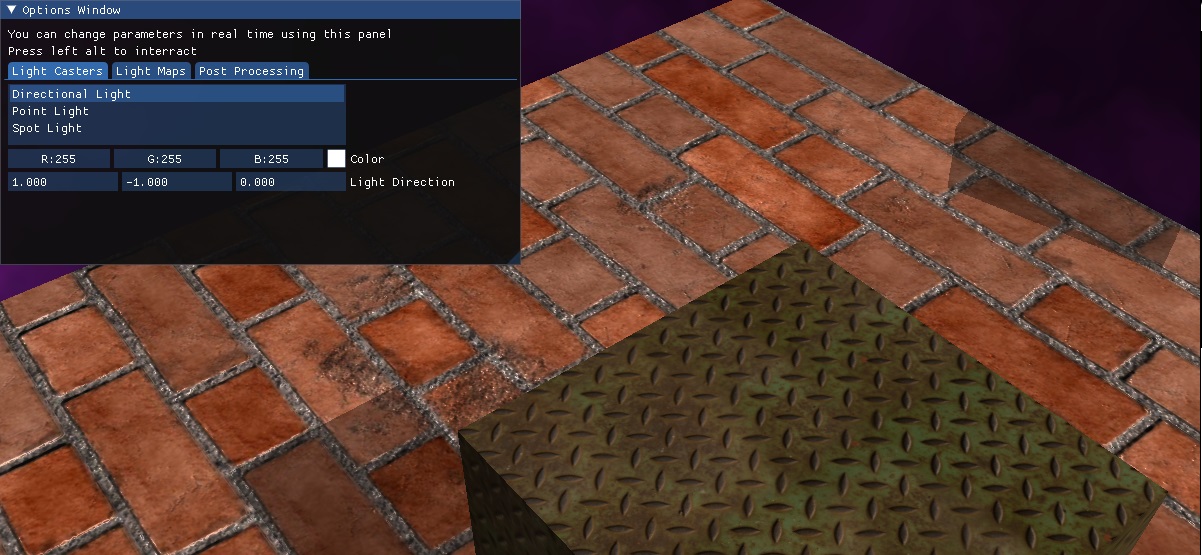 Options Window
You can change parameters in real time using this panel
Press left alt to interract
Light Casters Light Maps Post Processing
Directional Light
Point Light
Spot Light
R:255 G:255 B:255 Color
1.000 -1.000 0.000 Light Direction